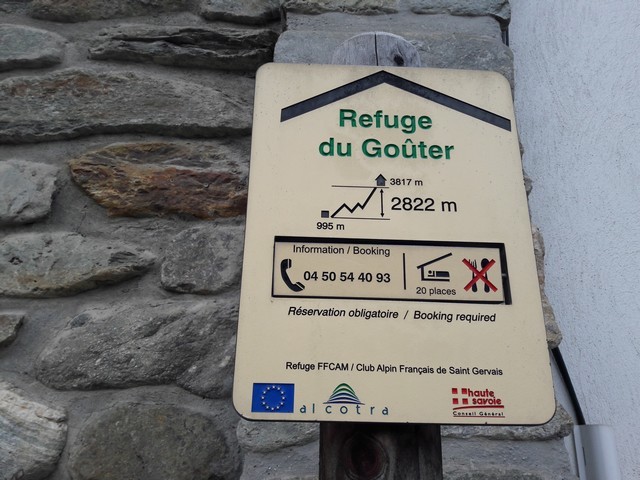 Refuge
du Goûter
3817 m
2822 m
995 m
Information / Booking
04 50 54 40 93
20 places
Réservation obligatoire / Booking required
Refuge FFCAM / Club Alpin Français de Saint Gervais
alcotra
haute
savoie
Conseil Général